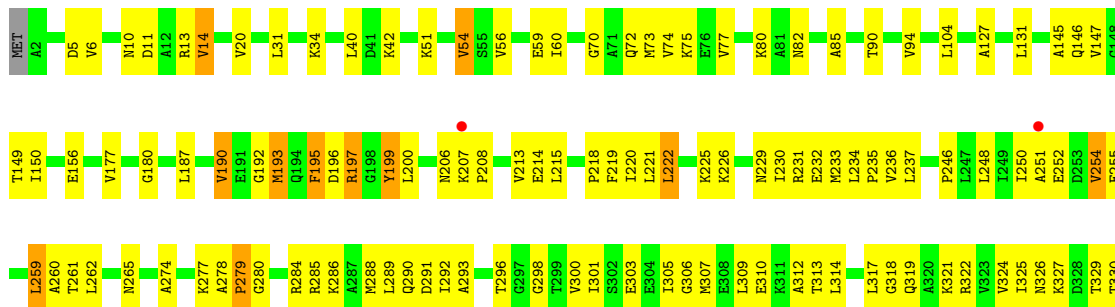 MET A2 D5 V6 N10 D11 A12 R13 V14 V20 L31 K34 L40 D41 K42 K51 V54 S55 V56 E59 I60 G70 A71 Q72 M73 V74 K75 E76 V77 K80 A81 N82 A85 T90 V94 L104 A127 L131 A145 Q146 V147 G148
T149 I150 E156 V177 G180 L187 V190 E191 G192 M193 Q194 F195 D196 R197 G198 Y199 L200 N206 K207 P208 V213 E214 L215 P218 F219 I220 L221 L222 K225 K226 N229 I230 R231 E232 M233 L234 P235 V236 L237 P246 L247 L248 I249 I250 A251 E252 D253 V254
L259 A260 T261 L262 N265 A274 K277 A278 P279 G280 R284 R285 K286 A287 M288 L289 Q290 D291 I292 A293 T296 G297 G298 T299 V300 I301 S302 E303 E304 I305 G306 M307 E308 L309 E310 K311 A312 T313 L314 L317 G318 Q319 A320 K321 R322 V323 V324 I325 N326 K327 D328 T329